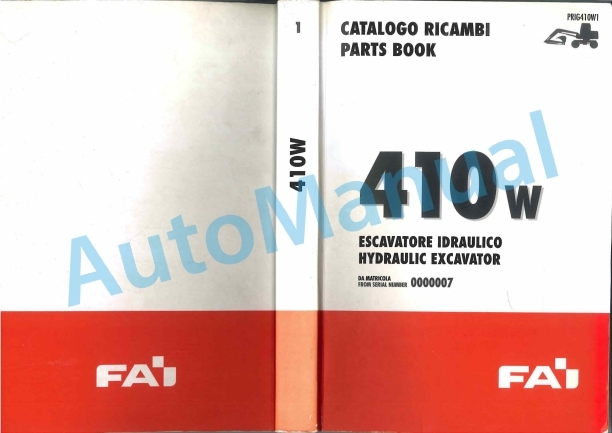 FAI
1
410W
CATALOGO RICAMBI
PARTS BOOK
PRIG410W1
410W
ESCAVATORE IDRAULICO
HYDRAULIC EXCAVATOR
DA MATRICOLA
FROM SERIAL NUMBER 0000007
FAI
AutoManual